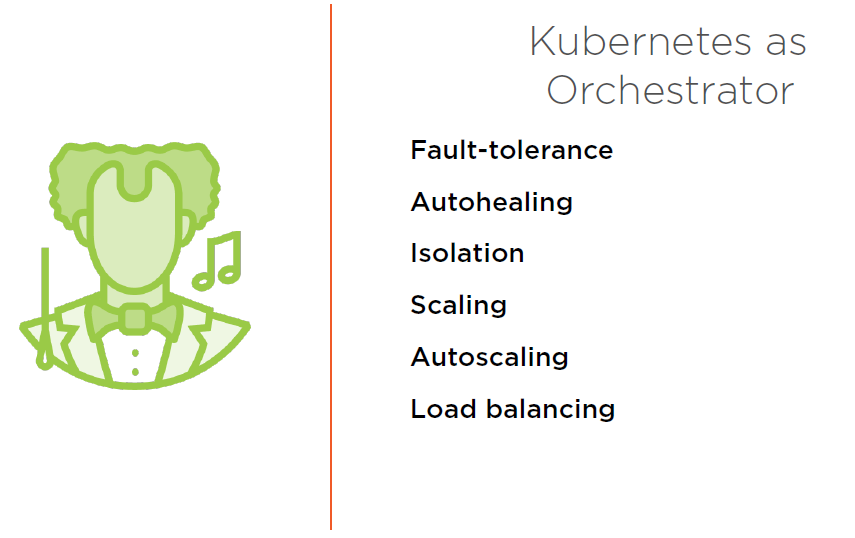 Kubernetes as
Orchestrator
Fault-tolerance
Autohealing
Isolation
Scaling
Autoscaling
Load balancing